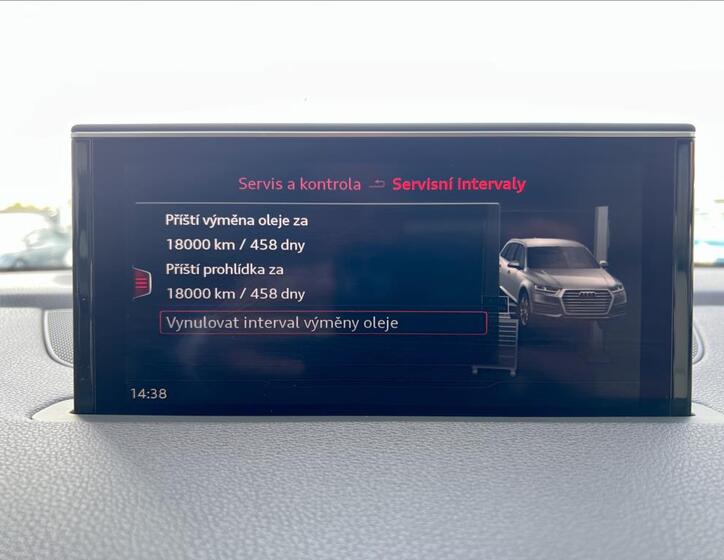 Servis a kontrola Servisní intervaly
Příští výměna oleje za
18000 km / 458 dny
Příští prohlídka za
18000 km / 458 dny
Vynulovat interval výměny oleje
14:38